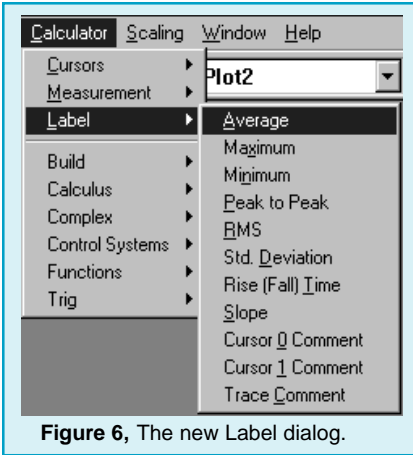 Calculator Scaling Window Help
Cursors
Plot2
Measurement
Label
Average
Maximum
Build
Minimum
Calculus
Peak to Peak
Complex
RMS
Control Systems
Std. Deviation
Functions
Rise (Fall) Time
Trig
Slope
Cursor 0 Comment
Cursor 1 Comment
Trace Comment
Figure 6, The new Label dialog.